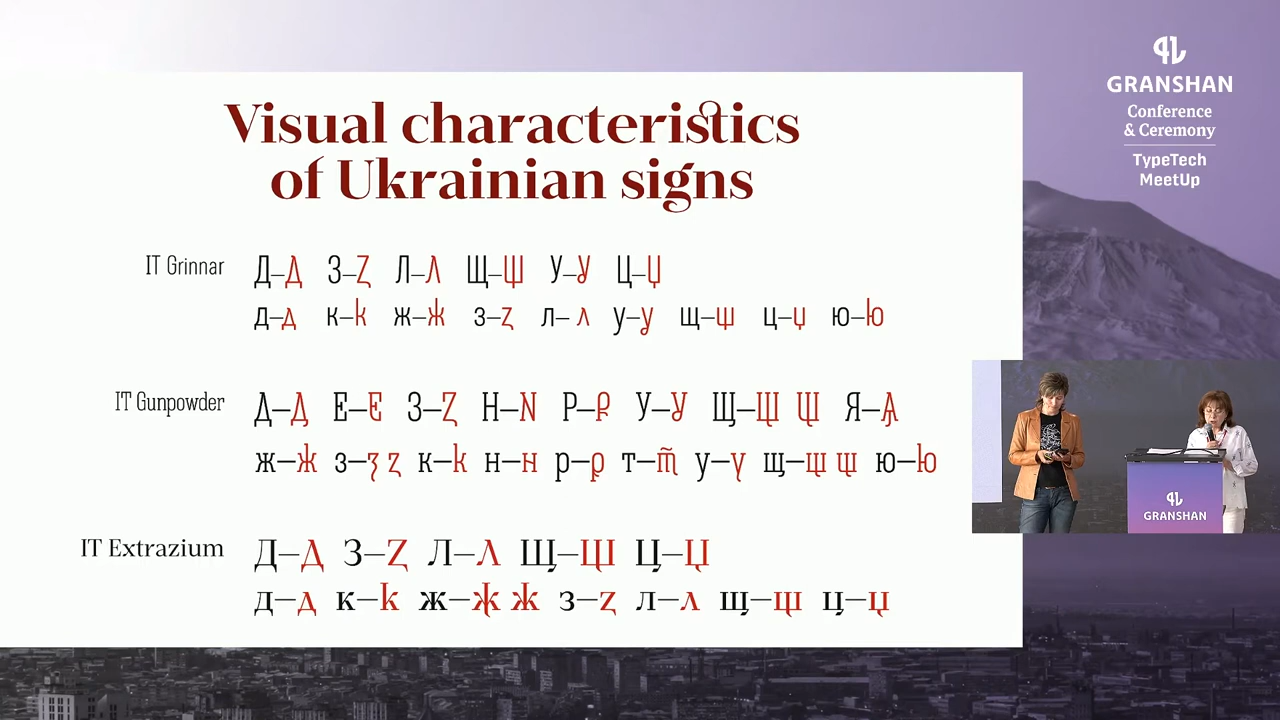 Visual characteristics
of Ukrainian signs
IT Grinnar
Д–Д З–Z Л–Л Щ–Щ У–У Ц–Џ
д–д к–k ж–ж з–z л–л у–у щ–щ ц–џ ю–ю
IT Gunpowder
Д–Д Е–Є З–Z Н–N Р–Р У–У Щ–Щ Щ Я–Ѧ
ж–ж з–ʒ z к–k н–н р–р т–т у–у щ–щ щ ю–ю
IT Extrazium
Д–Д З–Z Л–Л Щ–Щ Ц–Џ
д–д к–k ж–ж ж з–z л–л щ–щ ц–џ
GRANSHAN
Conference
& Ceremony
TypeTech
MeetUp
GRANSHAN